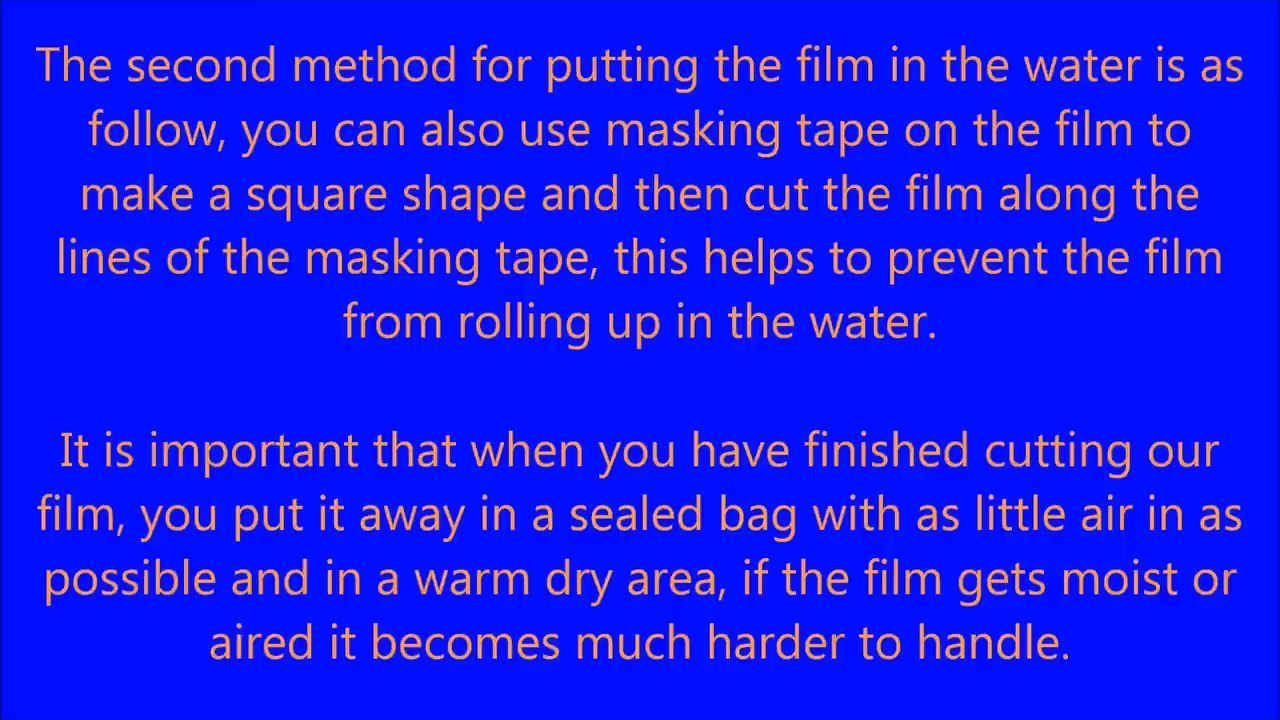 The second method for putting the film in the water is as
follow, you can also use masking tape on the film to
make a square shape and then cut the film along the
lines of the masking tape, this helps to prevent the film
from rolling up in the water.
It is important that when you have finished cutting our
film, you put it away in a sealed bag with as little air in as
possible and in a warm dry area, if the film gets moist or
aired it becomes much harder to handle.